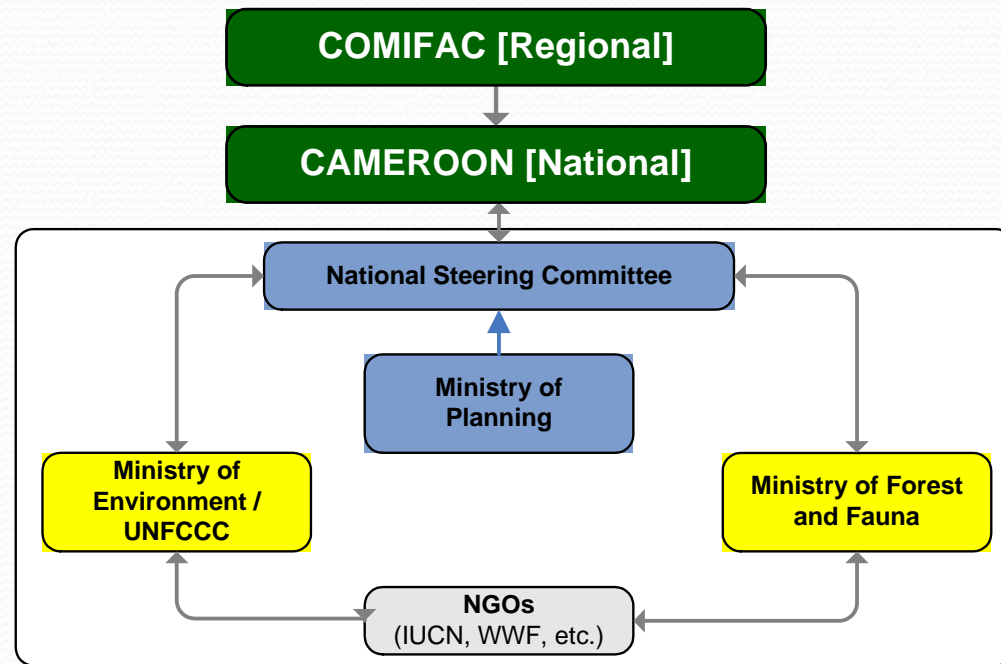 COMIFAC [Regional]
CAMEROON [National]
National Steering Committee
Ministry of
Planning
Ministry of
Environment /
UNFCCC
Ministry of Forest
and Fauna
NGOs
(IUCN, WWF, etc.)